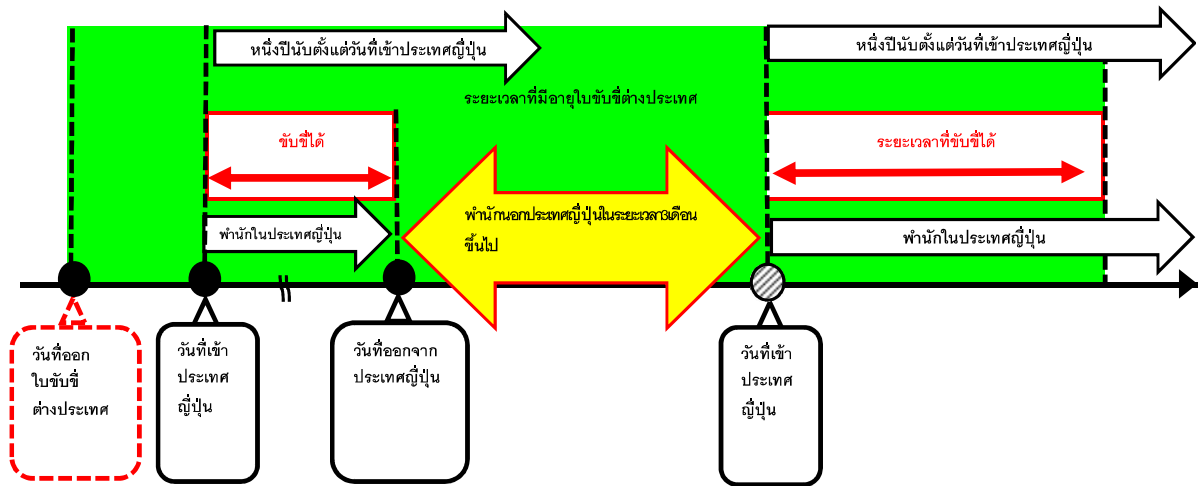 หนึ่งปีนับตั้งแต่วันที่เข้าประเทศญี่ปุ่น
หนึ่งปีนับตั้งแต่วันที่เข้าประเทศญี่ปุ่น
ระยะเวลาที่มีอายุใบขับขี่ต่างประเทศ
ขับขี่ได้
ระยะเวลาที่ขับขี่ได้
พำนักในประเทศญี่ปุ่น
พำนักนอกประเทศญี่ปุ่นในระยะเวลา3เดือน
ขึ้นไป
พำนักในประเทศญี่ปุ่น
วันที่ออก
ใบขับขี่
ต่างประเทศ
วันที่เข้า
ประเทศ
ญี่ปุ่น
วันที่ออกจาก
ประเทศญี่ปุ่น
วันที่เข้า
ประเทศ
ญี่ปุ่น